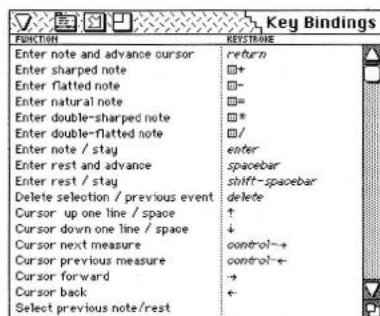 Key Bindings
FUNCTION KEYSTROKE
Enter note and advance cursor return
Enter sharped note ⌨+
Enter flatted note ⌨-
Enter natural note ⌨=
Enter double-sharped note ⌨*
Enter double-flatted note ⌨/
Enter note / stay enter
Enter rest and advance spacebar
Enter rest / stay shift-spacebar
Delete selection / previous event delete
Cursor up one line / space ↑
Cursor down one line / space ↓
Cursor next measure control-→
Cursor previous measure control-←
Cursor forward →
Cursor back ←
Select previous note/rest